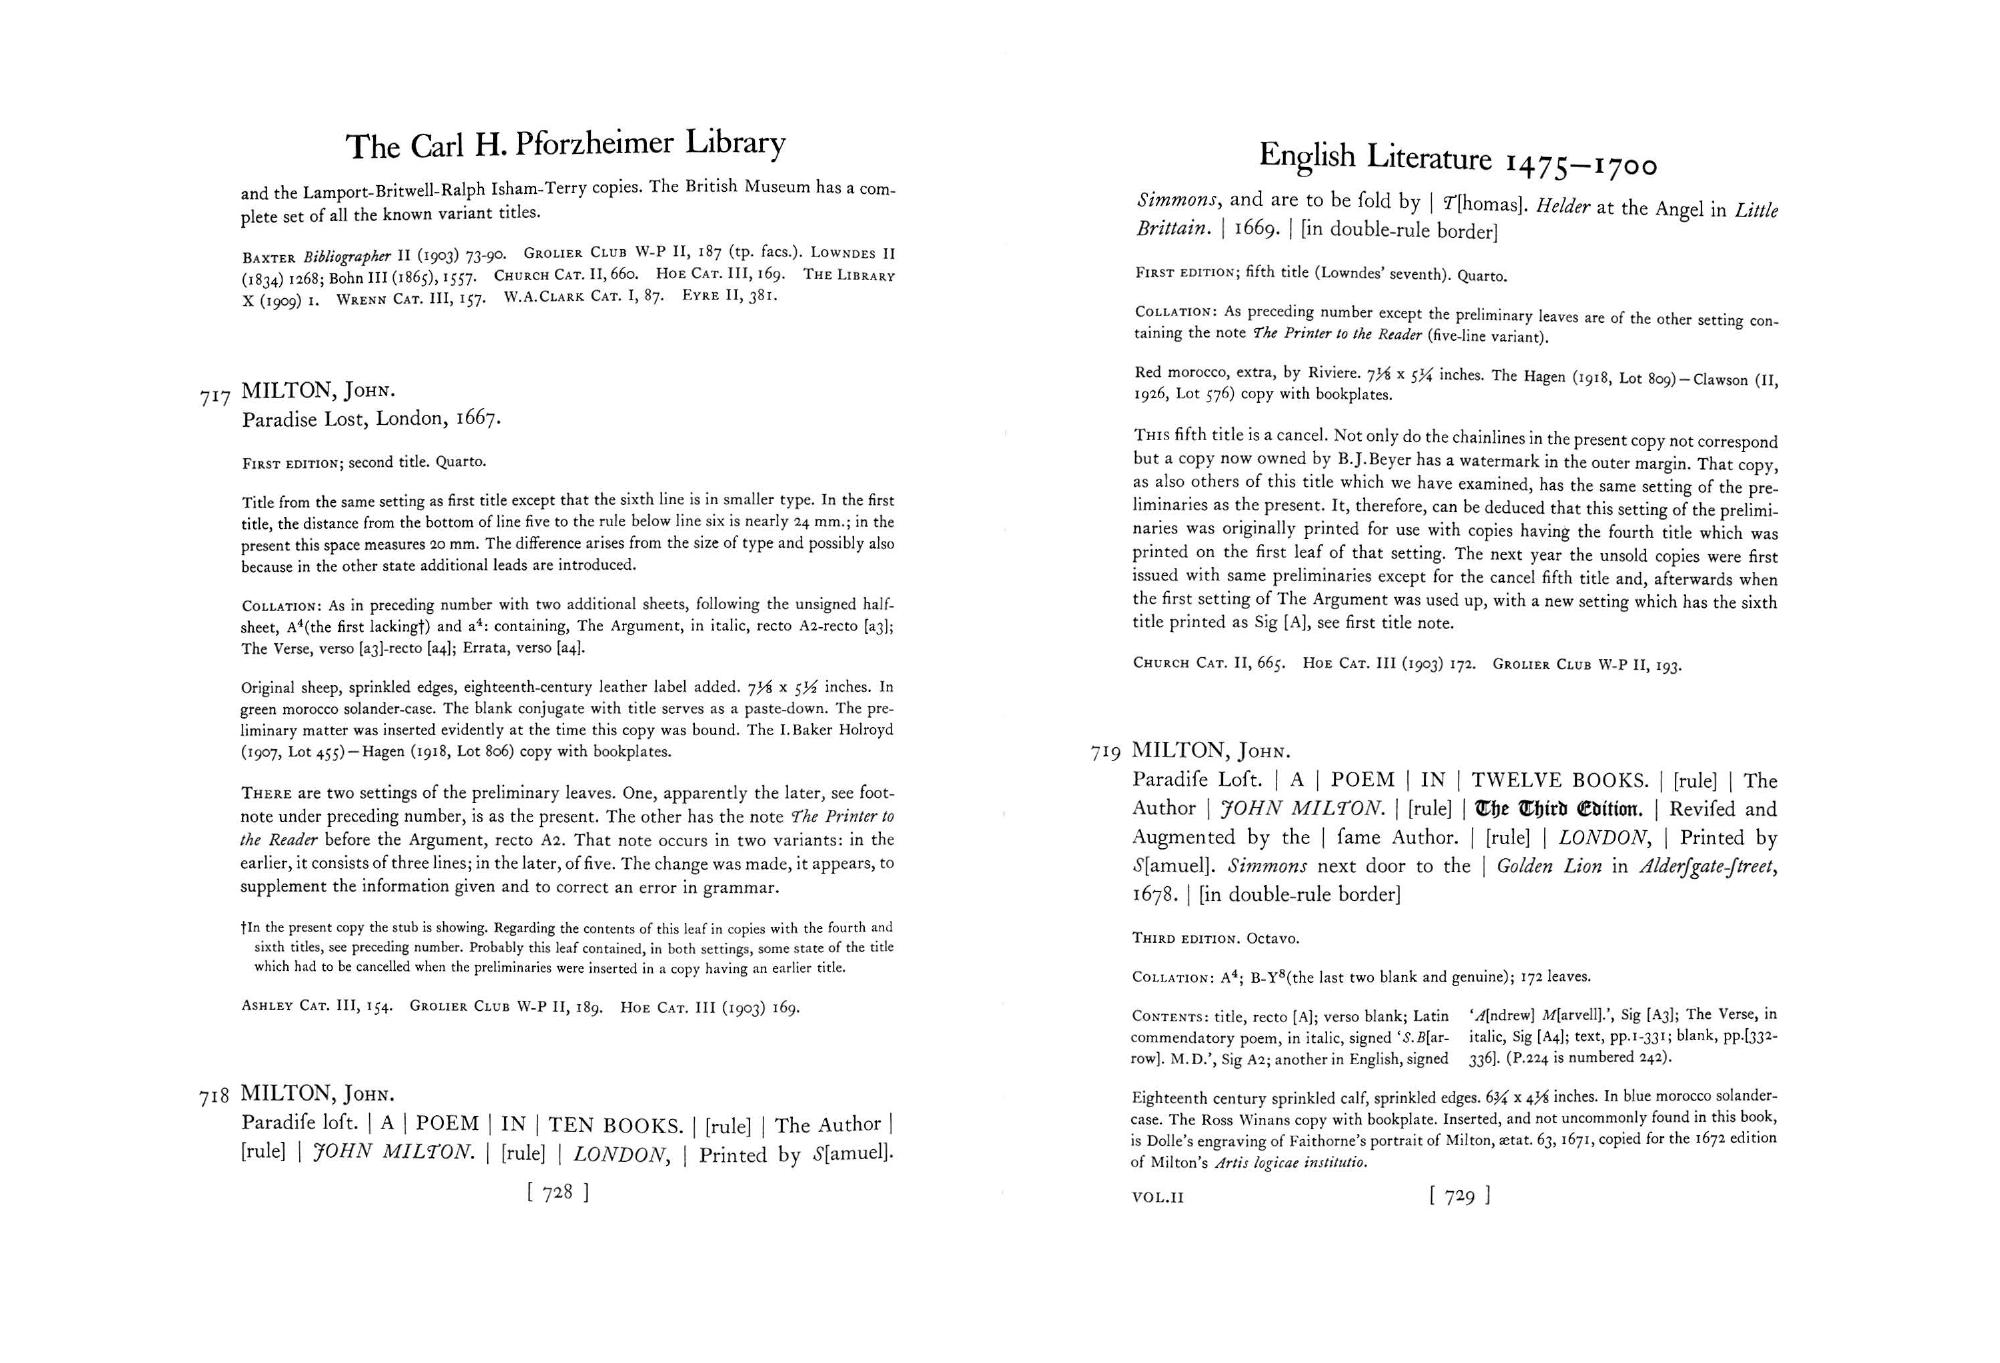 The Carl H. Pforzheimer Library
and the Lamport-Britwell-Ralph Isham-Terry copies. The British Museum has a com-
plete set of all the known variant titles.
BAXTER Bibliographer II (1903) 73-90. GROLIER CLUB W-P II, 187 (tp. facs.). LOWNDES II
(1834) 1268; Bohn III (1865), 1557. CHURCH CAT. II, 660. HOE CAT. III, 169. THE LIBRARY
X (1909) 1. WRENN CAT. III, 157. W.A.CLARK CAT. I, 87. EYRE II, 381.
717 MILTON, JOHN.
Paradise Lost, London, 1667.
FIRST EDITION; second title. Quarto.
Title from the same setting as first title except that the sixth line is in smaller type. In the first
title, the distance from the bottom of line five to the rule below line six is nearly 24 mm.; in the
present this space measures 20 mm. The difference arises from the size of type and possibly also
because in the other state additional leads are introduced.
COLLATION: As in preceding number with two additional sheets, following the unsigned half-
sheet, A⁴(the first lacking†) and a⁴: containing, The Argument, in italic, recto A2-recto [a3];
The Verse, verso [a3]-recto [a4]; Errata, verso [a4].
Original sheep, sprinkled edges, eighteenth-century leather label added. 7⅛ x 5½ inches. In
green morocco solander-case. The blank conjugate with title serves as a paste-down. The pre-
liminary matter was inserted evidently at the time this copy was bound. The I.Baker Holroyd
(1907, Lot 455)—Hagen (1918, Lot 806) copy with bookplates.
THERE are two settings of the preliminary leaves. One, apparently the later, see foot-
note under preceding number, is as the present. The other has the note The Printer to
the Reader before the Argument, recto A2. That note occurs in two variants: in the
earlier, it consists of three lines; in the later, of five. The change was made, it appears, to
supplement the information given and to correct an error in grammar.
†In the present copy the stub is showing. Regarding the contents of this leaf in copies with the fourth and
sixth titles, see preceding number. Probably this leaf contained, in both settings, some state of the title
which had to be cancelled when the preliminaries were inserted in a copy having an earlier title.
ASHLEY CAT. III, 154. GROLIER CLUB W-P II, 189. HOE CAT. III (1903) 169.
718 MILTON, JOHN.
Paradiſe loſt. | A | POEM | IN | TEN BOOKS. | [rule] | The Author |
[rule] | JOHN MILTON. | [rule] | LONDON, | Printed by S[amuel].
[ 728 ]
English Literature 1475—1700
Simmons, and are to be ſold by | T[homas]. Helder at the Angel in Little
Brittain. | 1669. | [in double-rule border]
FIRST EDITION; fifth title (Lowndes' seventh). Quarto.
COLLATION: As preceding number except the preliminary leaves are of the other setting con-
taining the note The Printer to the Reader (five-line variant).
Red morocco, extra, by Riviere. 7⅛ x 5¼ inches. The Hagen (1918, Lot 809)—Clawson (II,
1926, Lot 576) copy with bookplates.
THIS fifth title is a cancel. Not only do the chainlines in the present copy not correspond
but a copy now owned by B.J.Beyer has a watermark in the outer margin. That copy,
as also others of this title which we have examined, has the same setting of the pre-
liminaries as the present. It, therefore, can be deduced that this setting of the prelimi-
naries was originally printed for use with copies having the fourth title which was
printed on the first leaf of that setting. The next year the unsold copies were first
issued with same preliminaries except for the cancel fifth title and, afterwards when
the first setting of The Argument was used up, with a new setting which has the sixth
title printed as Sig [A], see first title note.
CHURCH CAT. II, 665. HOE CAT. III (1903) 172. GROLIER CLUB W-P II, 193.
719 MILTON, JOHN.
Paradiſe Loſt. | A | POEM | IN | TWELVE BOOKS. | [rule] | The
Author | JOHN MILTON. | [rule] | The Third Edition. | Reviſed and
Augmented by the | ſame Author. | [rule] | LONDON, | Printed by
S[amuel]. Simmons next door to the | Golden Lion in Alderſgate-ſtreet,
1678. | [in double-rule border]
THIRD EDITION. Octavo.
COLLATION: A⁴; B-Y⁸(the last two blank and genuine); 172 leaves.
CONTENTS: title, recto [A]; verso blank; Latin
commendatory poem, in italic, signed 'S.B[ar-
row]. M.D.', Sig A2; another in English, signed
'A[ndrew] M[arvell].', Sig [A3]; The Verse, in
italic, Sig [A4]; text, pp.1-331; blank, pp.[332-
336]. (P.224 is numbered 242).
Eighteenth century sprinkled calf, sprinkled edges. 6¾ x 4⅛ inches. In blue morocco solander-
case. The Ross Winans copy with bookplate. Inserted, and not uncommonly found in this book,
is Dolle's engraving of Faithorne's portrait of Milton, ætat. 63, 1671, copied for the 1672 edition
of Milton's Artis logicae institutio.
VOL.II
[ 729 ]